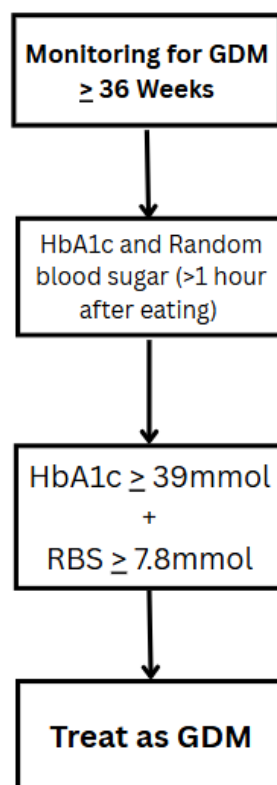 Monitoring for GDM
≥ 36 Weeks
HbA1c and Random
blood sugar (>1 hour
after eating)
HbA1c ≥ 39mmol
+
RBS ≥ 7.8mmol
Treat as GDM